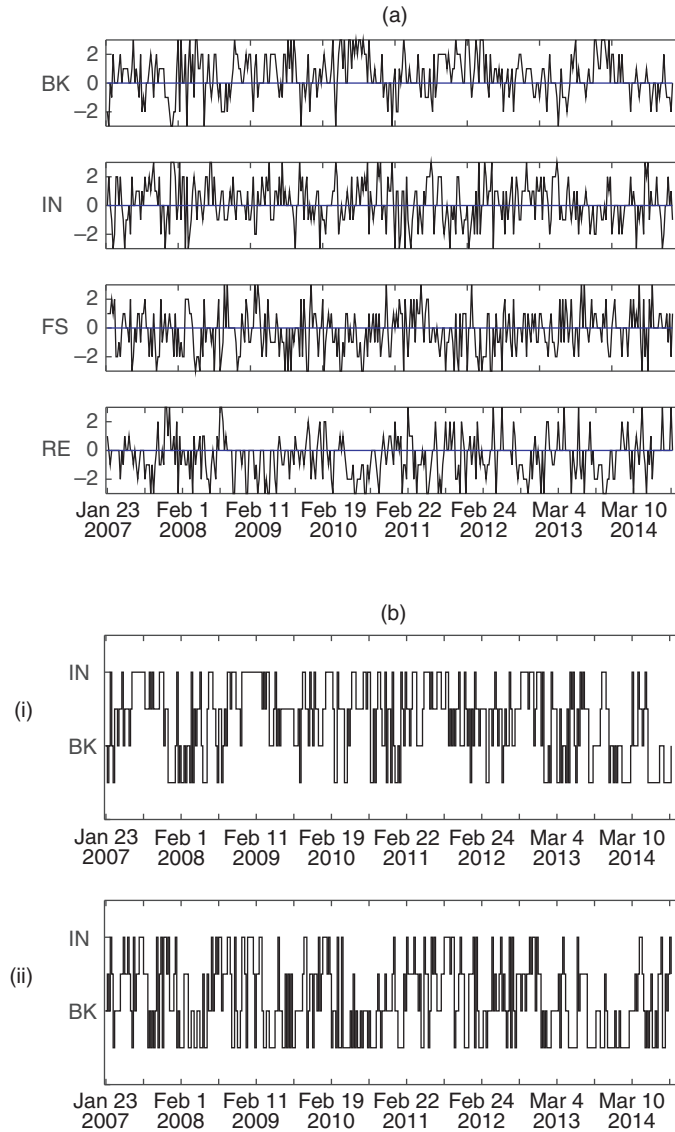 (a)
2
BK 0
−2
2
IN 0
−2
2
FS 0
−2
2
RE 0
−2
Jan 23 Feb 1 Feb 11 Feb 19 Feb 22 Feb 24 Mar 4 Mar 10
2007 2008 2009 2010 2011 2012 2013 2014
(b)
IN
(i)
BK
Jan 23 Feb 1 Feb 11 Feb 19 Feb 22 Feb 24 Mar 4 Mar 10
2007 2008 2009 2010 2011 2012 2013 2014
IN
(ii)
BK
Jan 23 Feb 1 Feb 11 Feb 19 Feb 22 Feb 24 Mar 4 Mar 10
2007 2008 2009 2010 2011 2012 2013 2014